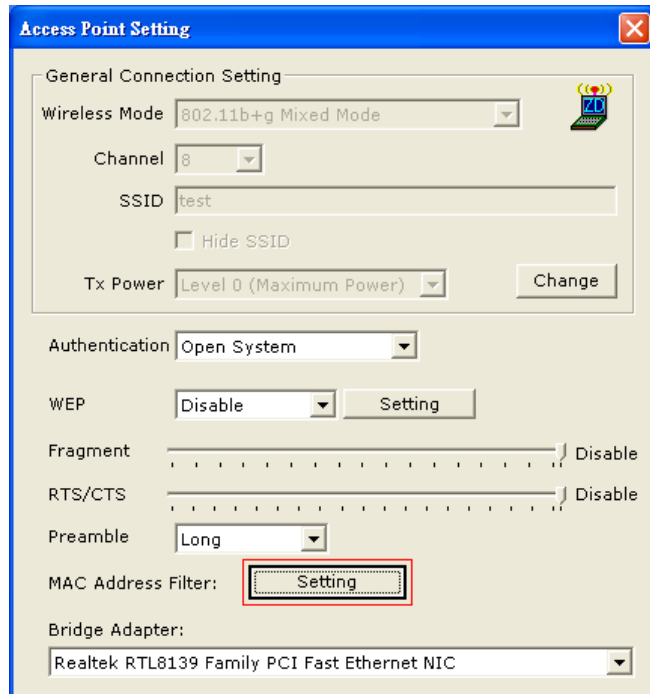 Access Point Setting
General Connection Setting
ZD
Wireless Mode 802.11b+g Mixed Mode
Channel 8
SSID test
Hide SSID
Tx Power Level 0 (Maximum Power) Change
Authentication Open System
WEP Disable Setting
Fragment Disable
RTS/CTS Disable
Preamble Long
MAC Address Filter: Setting
Bridge Adapter:
Realtek RTL8139 Family PCI Fast Ethernet NIC